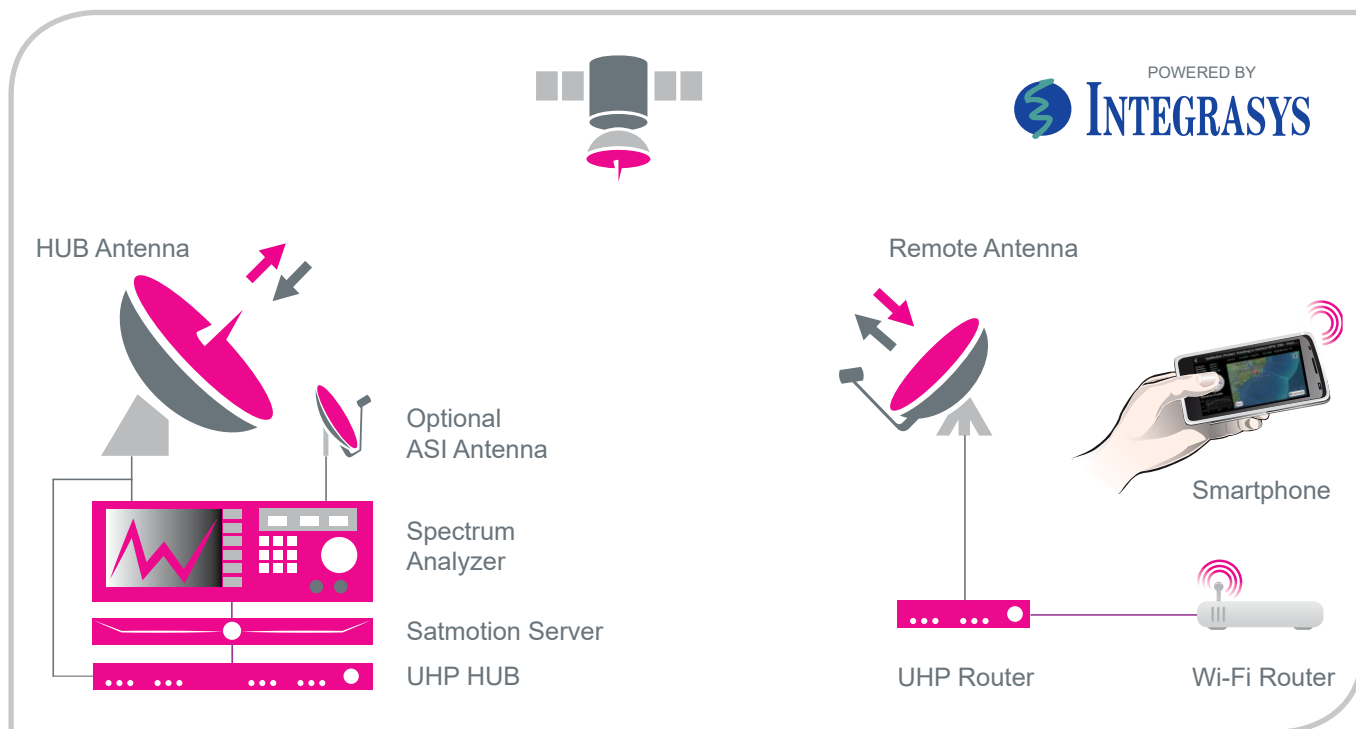 POWERED BY
INTEGRASYS
HUB Antenna
Remote Antenna
Optional
ASI Antenna
Smartphone
Spectrum
Analyzer
Satmotion Server
UHP HUB
UHP Router
Wi-Fi Router